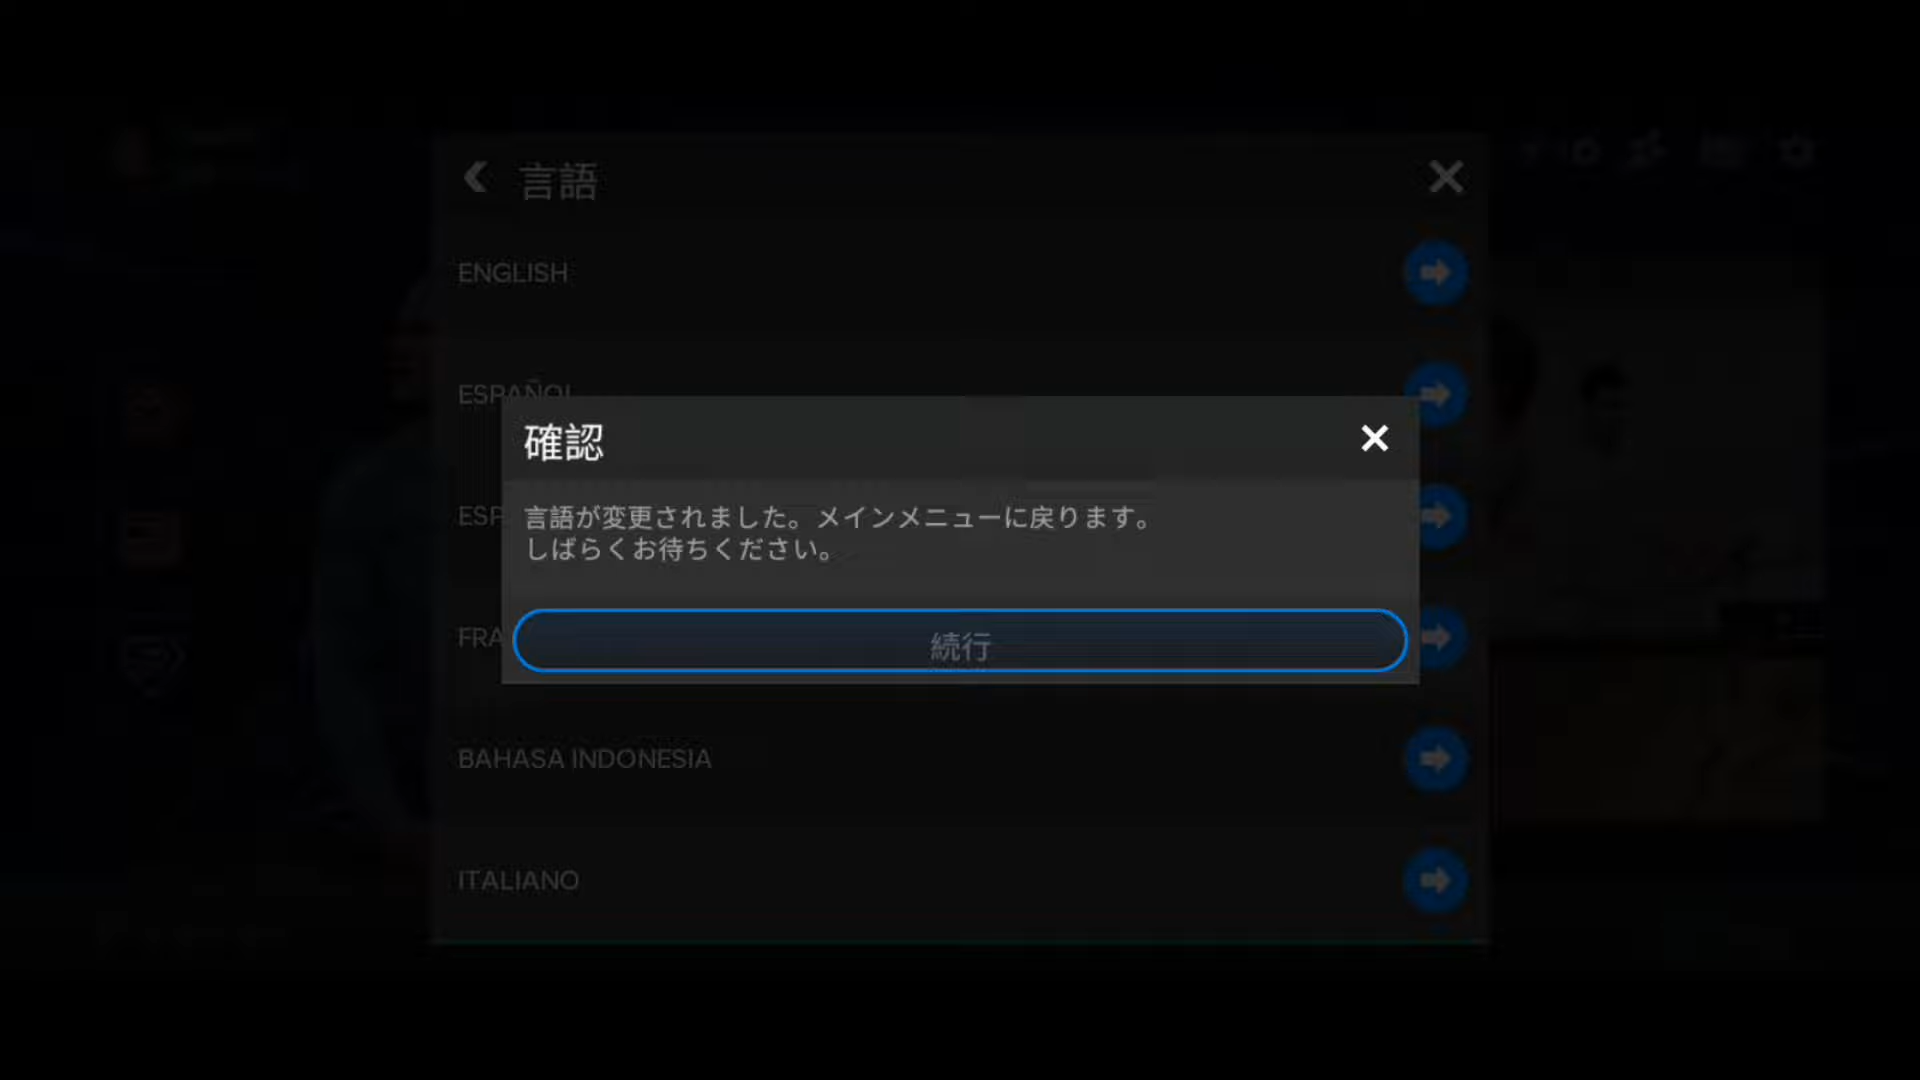 言語
ENGLISH
ESPAÑOL
確認
言語が変更されました。メインメニューに戻ります。
しばらくお待ちください。
ESP
FRA
続行
BAHASA INDONESIA
ITALIANO